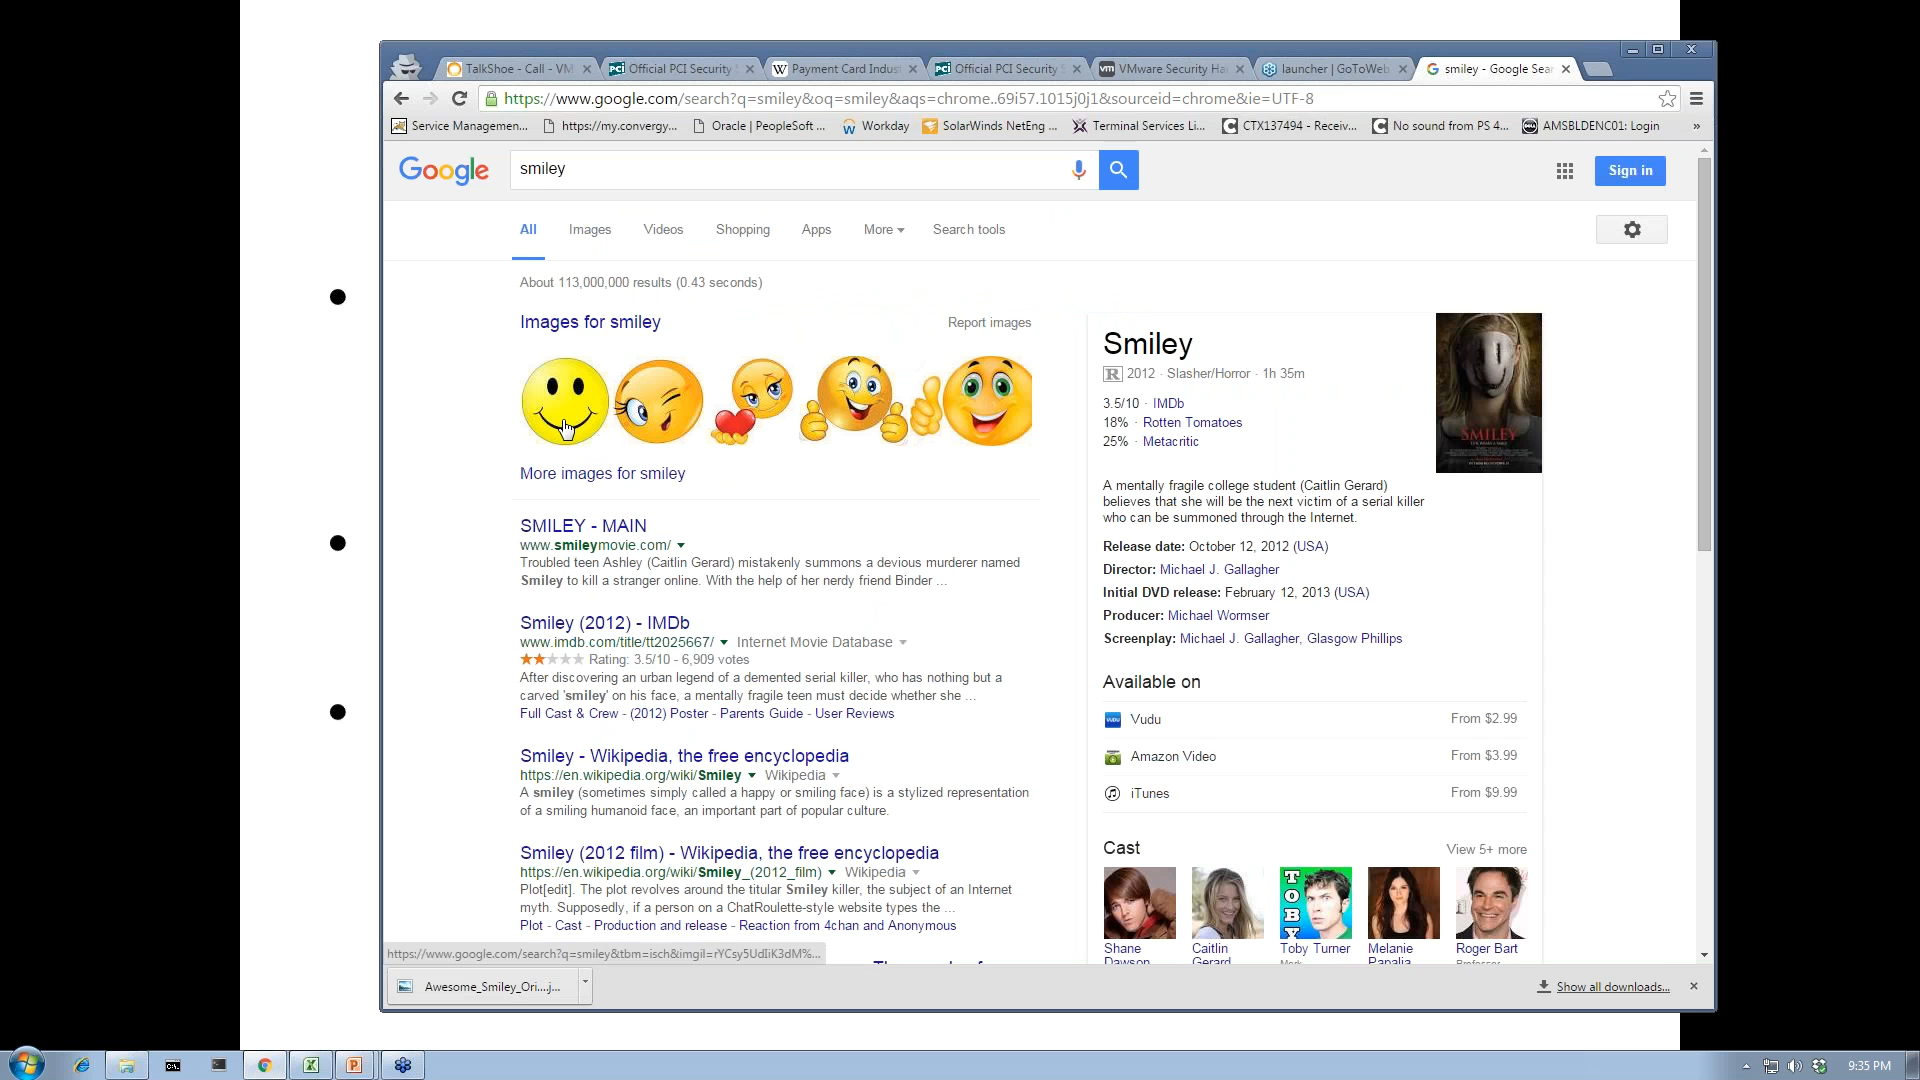 TalkShoe - Call - VM
Official PCI Security
Payment Card Indus
Official PCI Security S
VMware Security Ha
launcher | GoToWeb
smiley - Google Sea
https://www.google.com/search?q=smiley&oq=smiley&aqs=chrome..69i57.1015j0j1&sourceid=chrome&ie=UTF-8
Service Managemen...
https://my.convergy...
Oracle | PeopleSoft ...
Workday
SolarWinds NetEng ...
Terminal Services Li...
CTX137494 - Receiv...
No sound from PS 4...
AMSBLDENC01: Login
»
Google
smiley
Sign in
All
Images
Videos
Shopping
Apps
More
Search tools
About 113,000,000 results (0.43 seconds)
Images for smiley
Report images
More images for smiley
SMILEY - MAIN
www.smileymovie.com/
Troubled teen Ashley (Caitlin Gerard) mistakenly summons a devious murderer named
Smiley to kill a stranger online. With the help of her nerdy friend Binder ...
Smiley (2012) - IMDb
www.imdb.com/title/tt2025667/ Internet Movie Database
Rating: 3.5/10 - 6,909 votes
After discovering an urban legend of a demented serial killer, who has nothing but a
carved 'smiley' on his face, a mentally fragile teen must decide whether she ...
Full Cast & Crew - (2012) Poster - Parents Guide - User Reviews
Smiley - Wikipedia, the free encyclopedia
https://en.wikipedia.org/wiki/Smiley Wikipedia
A smiley (sometimes simply called a happy or smiling face) is a stylized representation
of a smiling humanoid face, an important part of popular culture.
Smiley (2012 film) - Wikipedia, the free encyclopedia
https://en.wikipedia.org/wiki/Smiley_(2012_film) Wikipedia
Plot[edit]. The plot revolves around the titular Smiley killer, the subject of an Internet
myth. Supposedly, if a person on a ChatRoulette-style website types the ...
Plot - Cast - Production and release - Reaction from 4chan and Anonymous
https://www.google.com/search?q=smiley&tbm=isch&imgil=rYCsy5UdIiK3dM%...
Smiley
R 2012 · Slasher/Horror · 1h 35m
3.5/10 · IMDb
18% · Rotten Tomatoes
25% · Metacritic
SMILEY
A mentally fragile college student (Caitlin Gerard)
believes that she will be the next victim of a serial killer
who can be summoned through the Internet.
Release date: October 12, 2012 (USA)
Director: Michael J. Gallagher
Initial DVD release: February 12, 2013 (USA)
Producer: Michael Wormser
Screenplay: Michael J. Gallagher, Glasgow Phillips
Available on
Vudu
From $2.99
Amazon Video
From $3.99
iTunes
From $9.99
Cast
View 5+ more
TOBY
Shane
Dawson
Caitlin
Gerard
Toby Turner
Melanie
Papalia
Roger Bart
Awesome_Smiley_Ori....j...
Show all downloads...
9:35 PM